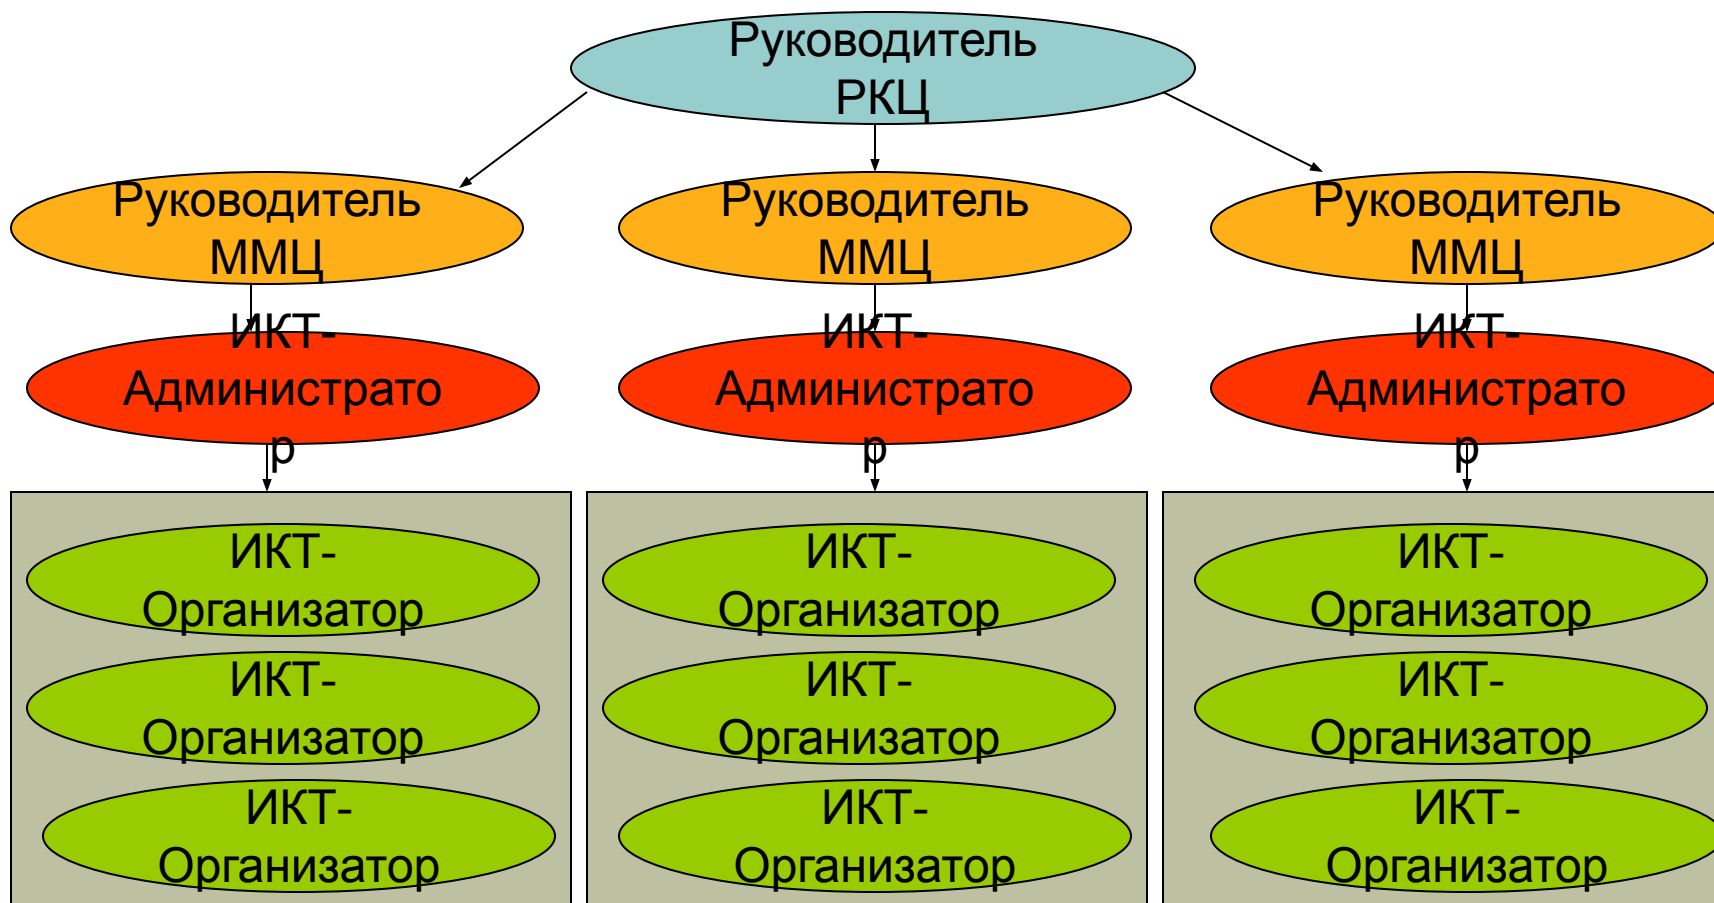 Руководитель
РКЦ
Руководитель
ММЦ
Руководитель
ММЦ
Руководитель
ММЦ
ИКТ-
Администрато
р
ИКТ-
Администрато
р
ИКТ-
Администрато
р
ИКТ-
Организатор
ИКТ-
Организатор
ИКТ-
Организатор
ИКТ-
Организатор
ИКТ-
Организатор
ИКТ-
Организатор
ИКТ-
Организатор
ИКТ-
Организатор
ИКТ-
Организатор